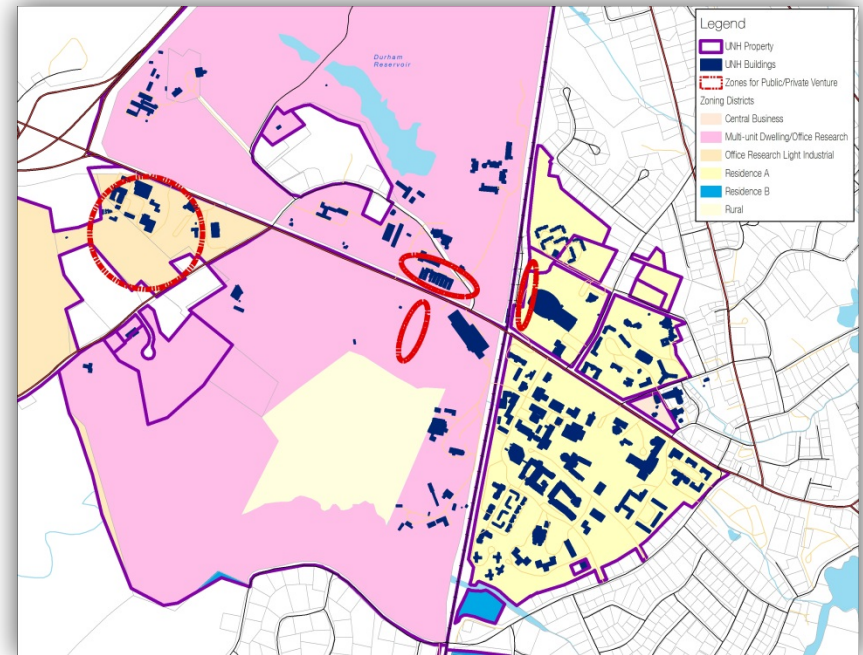 Durham
Reservoir
Legend
UNH Property
UNH Buildings
Zones for Public/Private Venture
Zoning Districts
Central Business
Multi-unit Dwelling/Office Research
Office Research Light Industrial
Residence A
Residence B
Rural